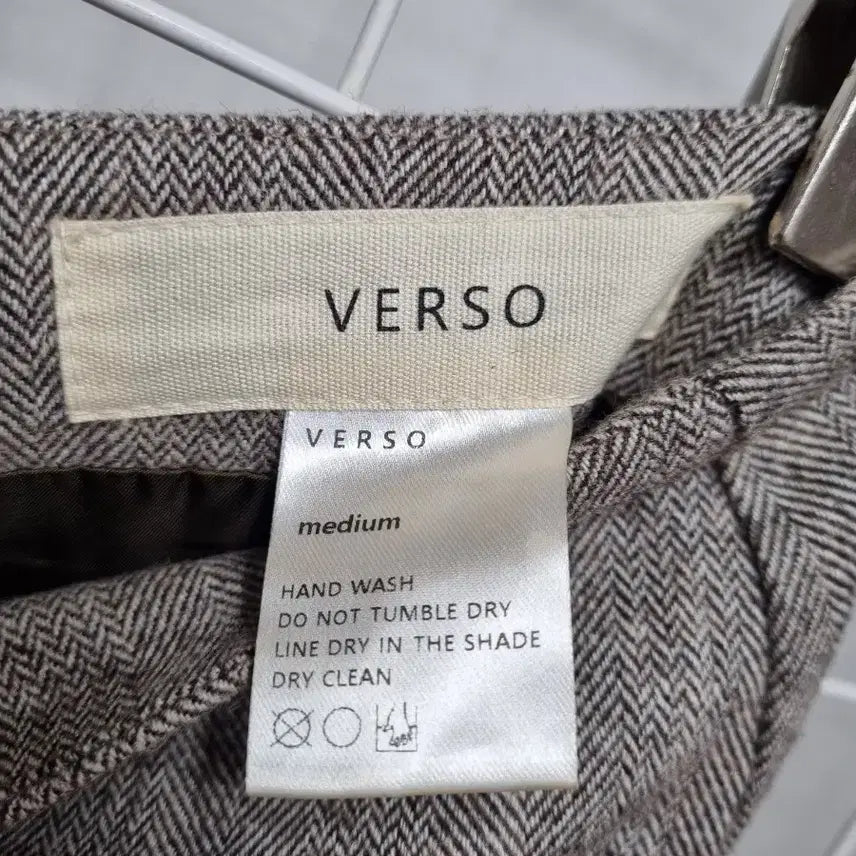 VERSO
VERSO
medium
HAND WASH
DO NOT TUMBLE DRY
LINE DRY IN THE SHADE
DRY CLEAN